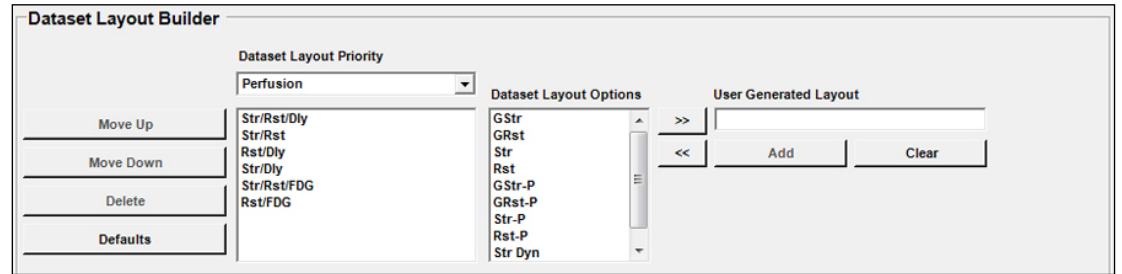 Dataset Layout Builder
Dataset Layout Priority
Perfusion
Dataset Layout Options
User Generated Layout
Move Up
Move Down
Delete
Defaults
Str/Rst/Dly
Str/Rst
Rst/Dly
Str/Dly
Str/Rst/FDG
Rst/FDG
GStr
GRst
Str
Rst
GStr-P
GRst-P
Str-P
Rst-P
Str Dyn
>>
<<
Add
Clear